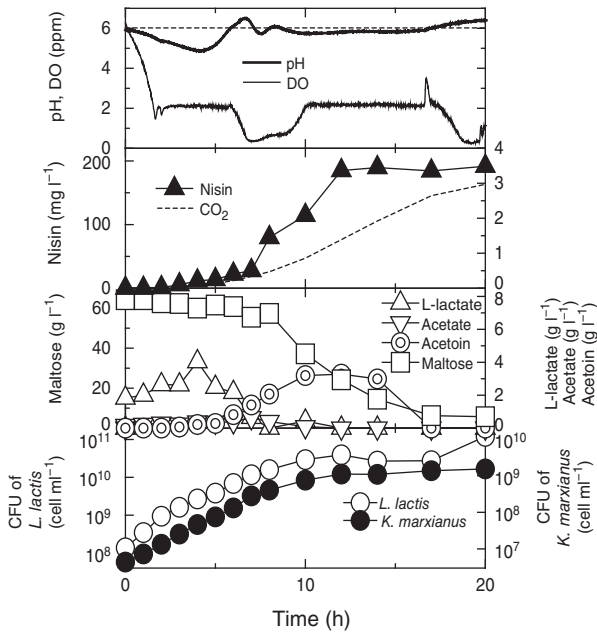 pH, DO (ppm)
6
4
2
0
pH
DO
Nisin (mg l⁻¹)
200
100
0
Nisin
CO₂
4
3
2
1
0
Maltose (g l⁻¹)
60
40
20
0
L-lactate
Acetate
Acetoin
Maltose
8
6
4
2
0
L-lactate (g l⁻¹)
Acetate (g l⁻¹)
Acetoin (g l⁻¹)
CFU of
L. lactis
(cell ml⁻¹)
10¹¹
10¹⁰
10⁹
10⁸
L. lactis
K. marxianus
10¹⁰
10⁹
10⁸
10⁷
CFU of
K. marxianus
(cell ml⁻¹)
0 5 10 15 20
Time (h)